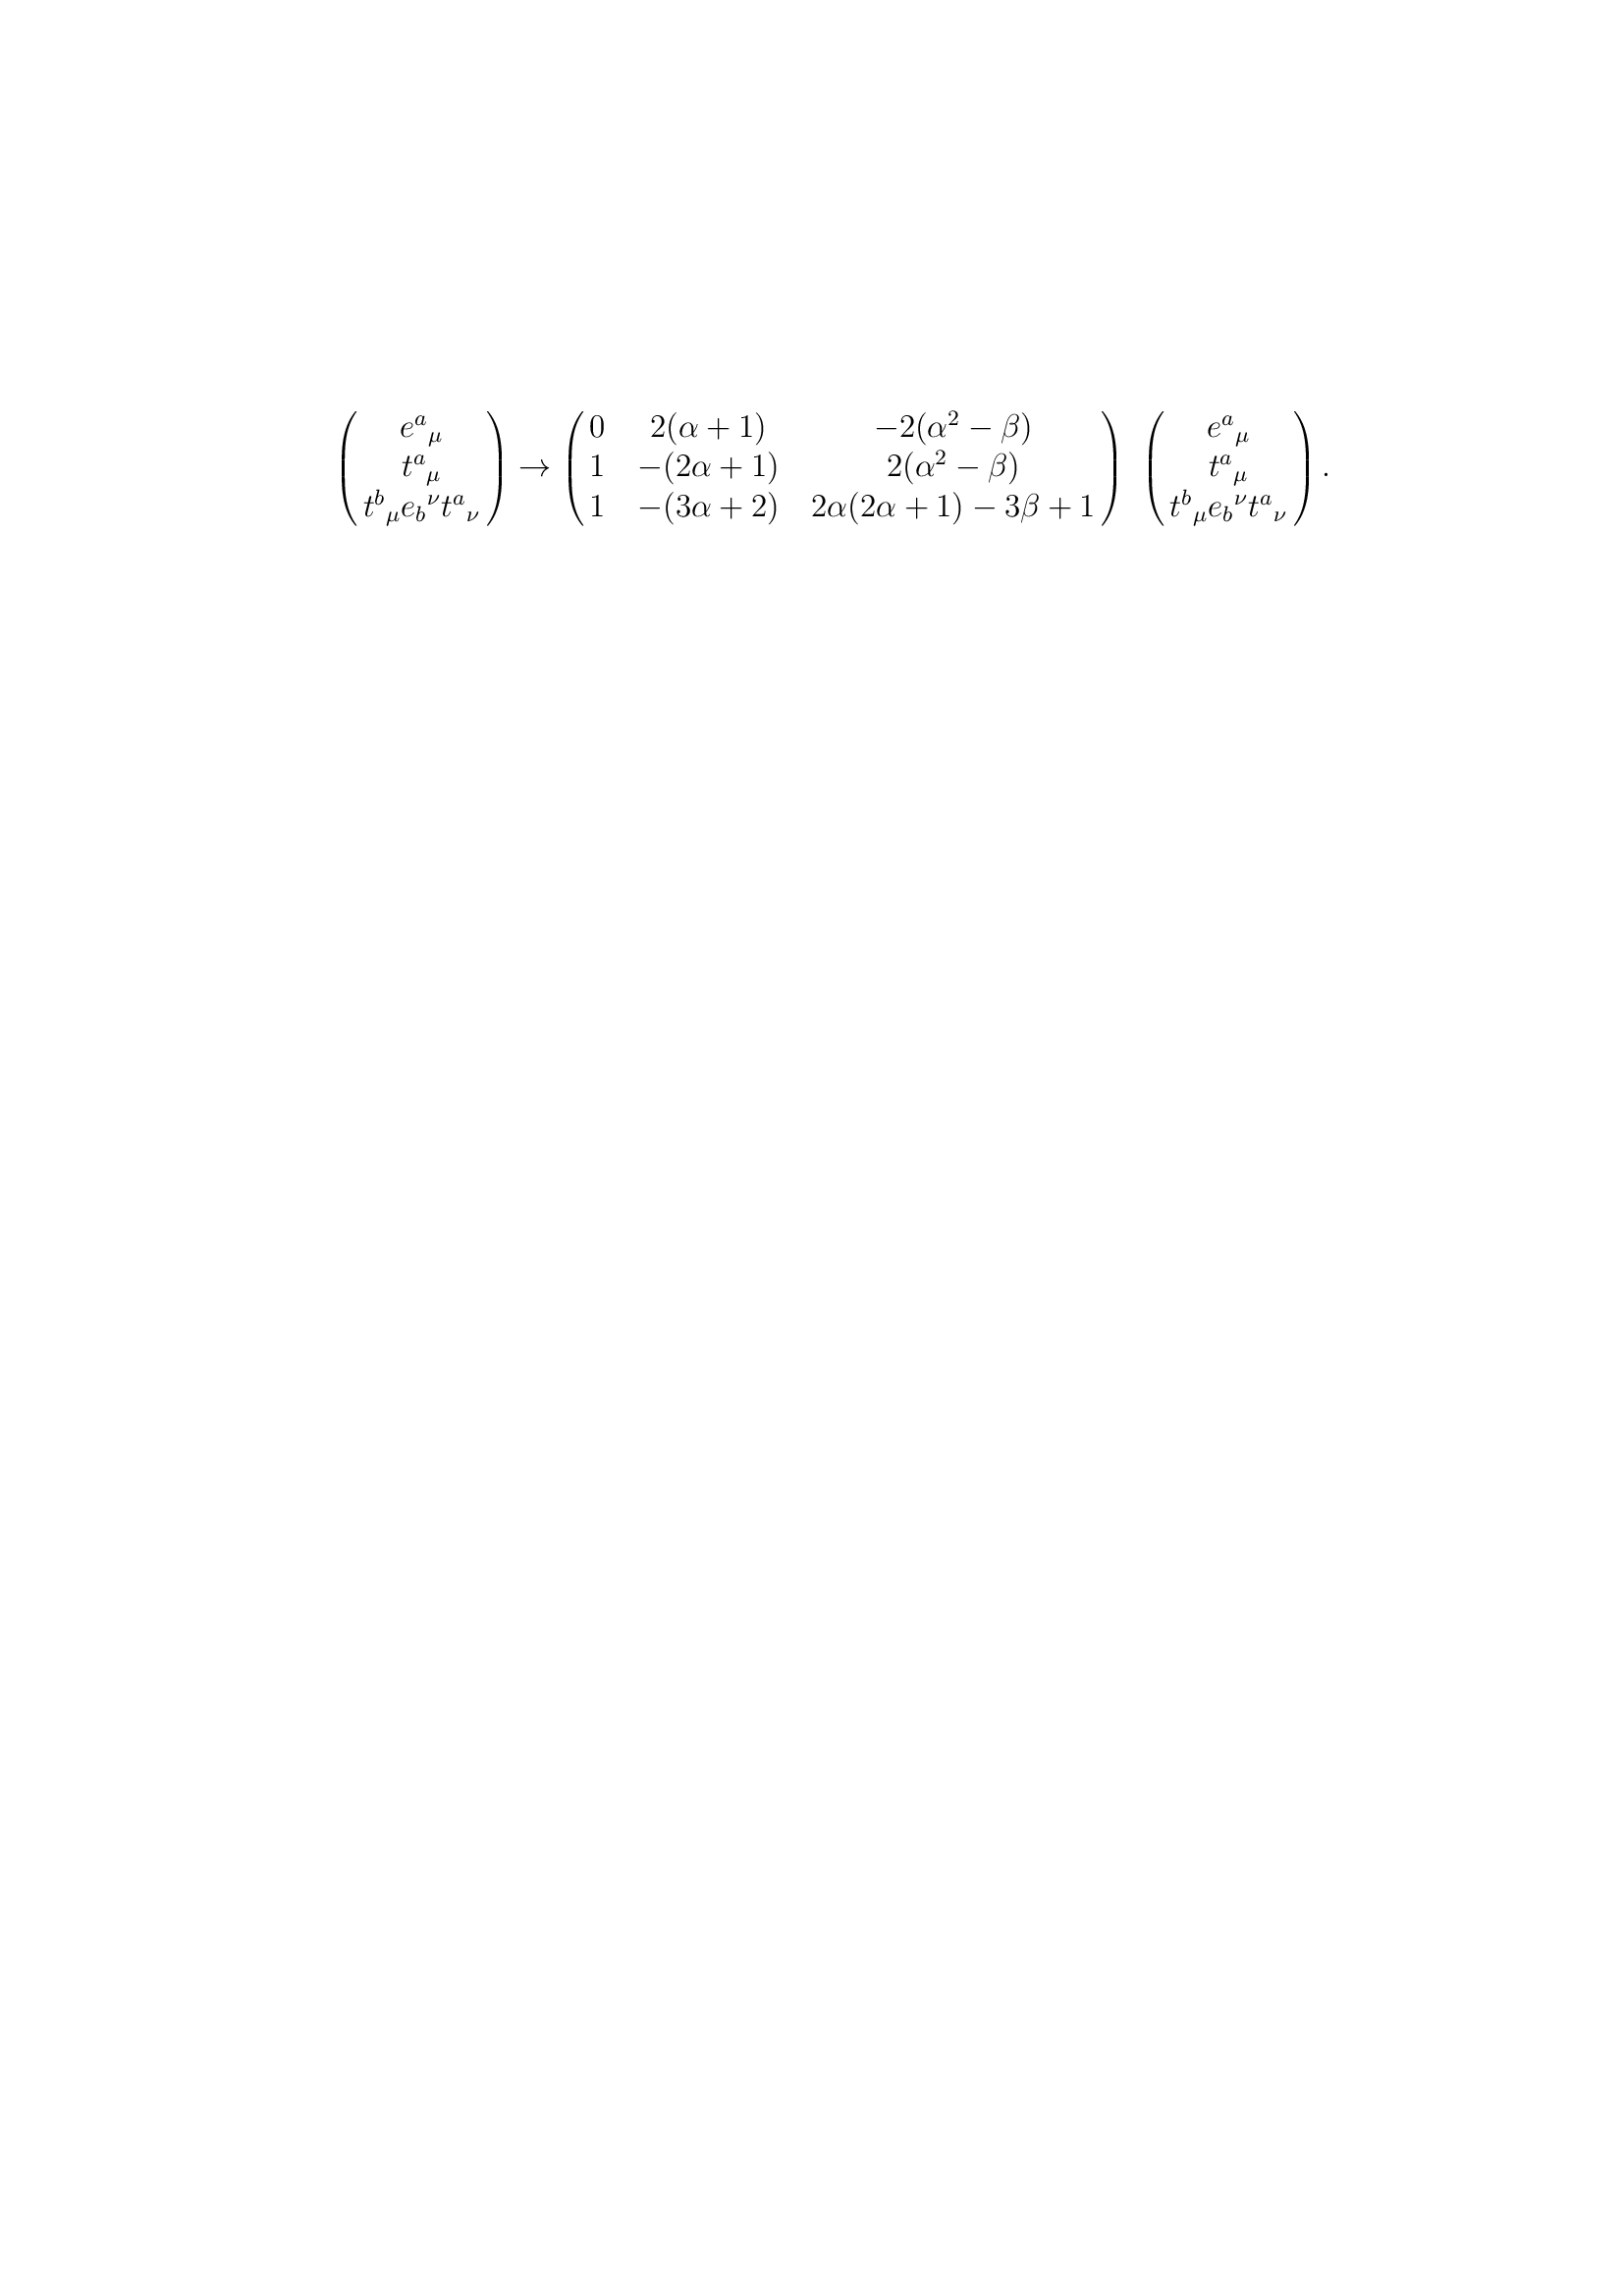 \begin{pmatrix} e^a{}_\mu \\ t^a{}_\mu \\ t^b{}_\mu e_b{}^\nu t^a{}_\nu \end{pmatrix} \to \begin{pmatrix} 0 & 2(\alpha+1) & -2(\alpha^2-\beta) \\ 1 & -(2\alpha+1) & 2(\alpha^2-\beta) \\ 1 & -(3\alpha+2) & 2\alpha(2\alpha+1)-3\beta+1 \end{pmatrix} \begin{pmatrix} e^a{}_\mu \\ t^a{}_\mu \\ t^b{}_\mu e_b{}^\nu t^a{}_\nu \end{pmatrix}.